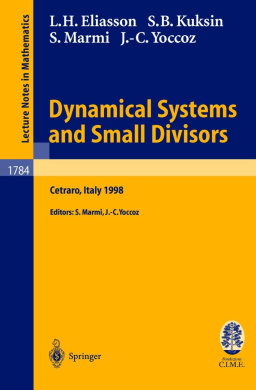 L.H. Eliasson S.B. Kuksin
S. Marmi J.-C. Yoccoz
Lecture Notes in Mathematics
1784
Dynamical Systems
and Small Divisors
Cetraro, Italy 1998
Editors: S. Marmi, J.-C. Yoccoz
Springer
C.I.M.E.